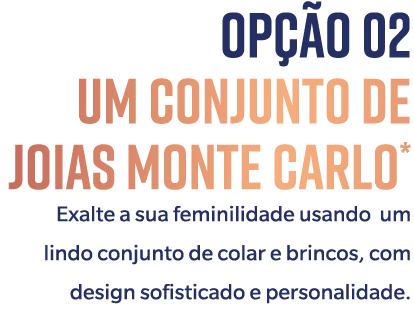 OPÇÃO 02
UM CONJUNTO DE
JOIAS MONTE CARLO*
Exalte a sua feminilidade usando um
lindo conjunto de colar e brincos, com
design sofisticado e personalidade.